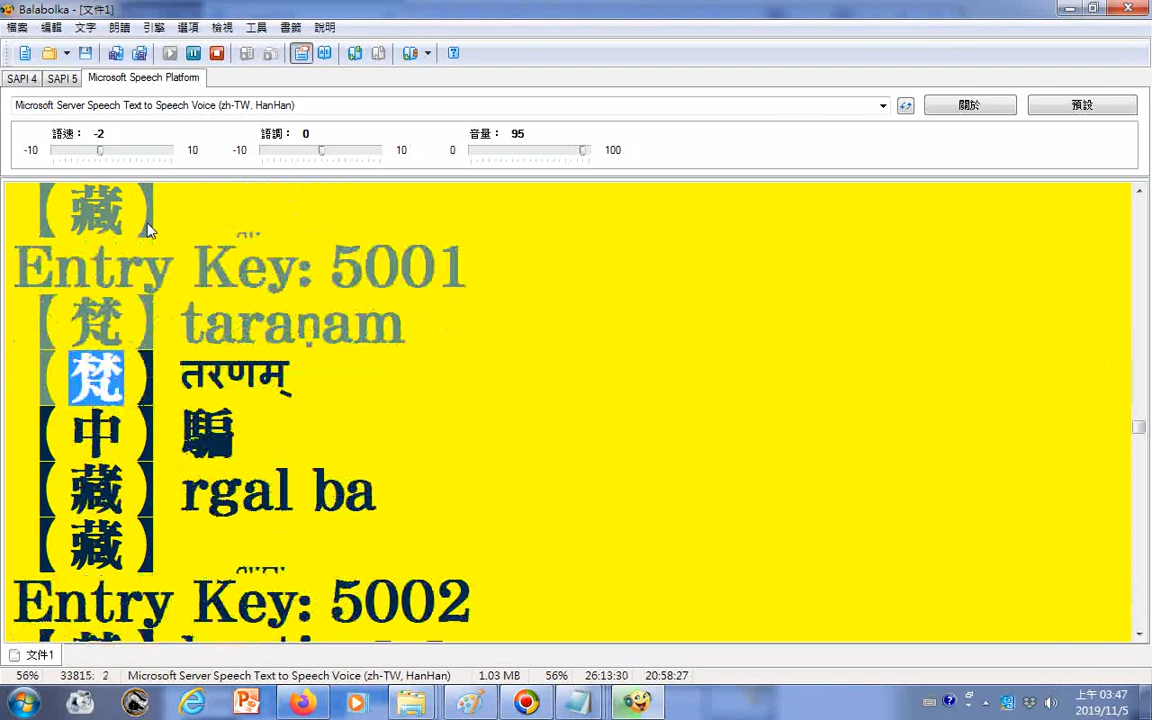 Balabolka - [文件1]
檔案 編輯 文字 朗讀 引擎 選項 檢視 工具 書籤 說明
SAPI 4 SAPI 5 Microsoft Speech Platform
Microsoft Server Speech Text to Speech Voice (zh-TW, HanHan) 關於 預設
語速： -2 語調： 0 音量： 95
-10 10 -10 10 0 100
【藏】
Entry Key: 5001
【梵】 taraṇam
【梵】 तरणम्
【中】 騙
【藏】 rgal ba
【藏】
Entry Key: 5002
文件1
56% 33815: 2 Microsoft Server Speech Text to Speech Voice (zh-TW, HanHan) 1.03 MB 56% 26:13:30 20:58:27
上午 03:47
2019/11/5